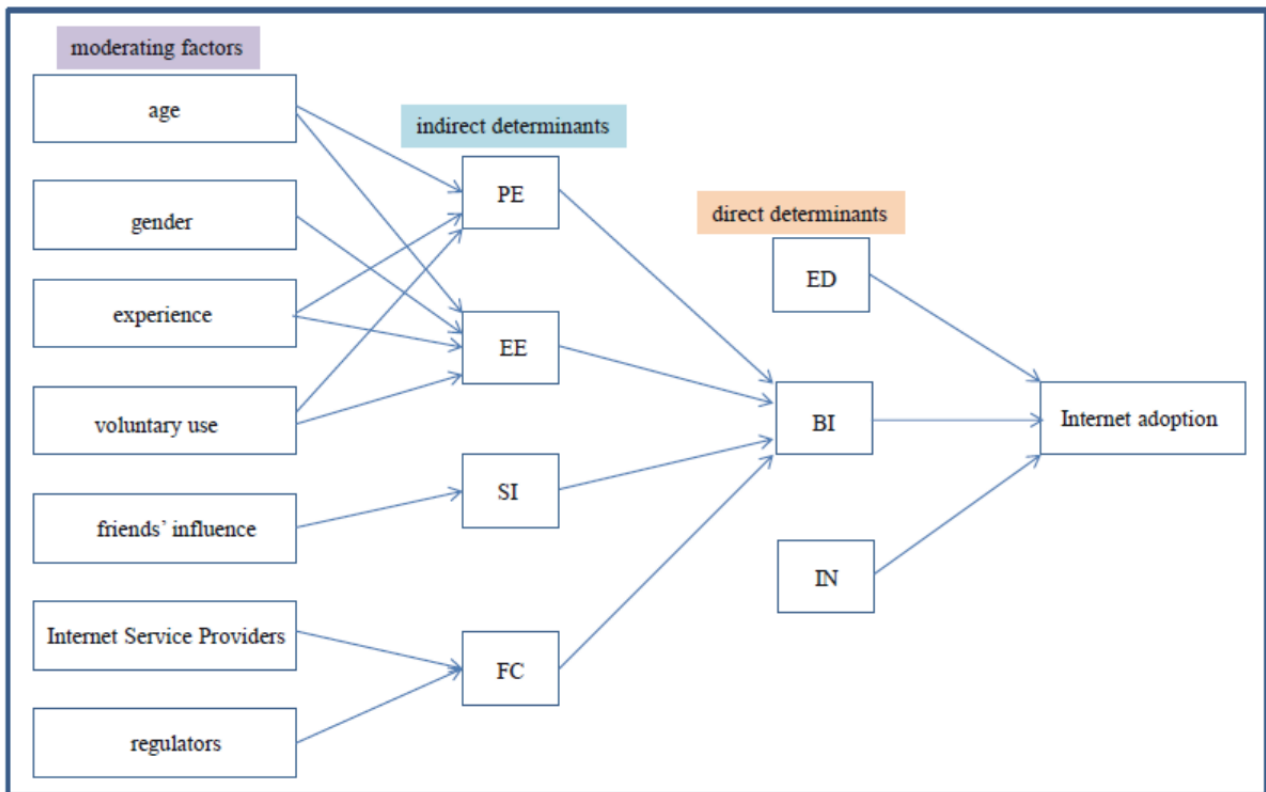 moderating factors
age
gender
experience
voluntary use
friends’ influence
Internet Service Providers
regulators
indirect determinants
PE
EE
SI
FC
direct determinants
ED
BI
IN
Internet adoption